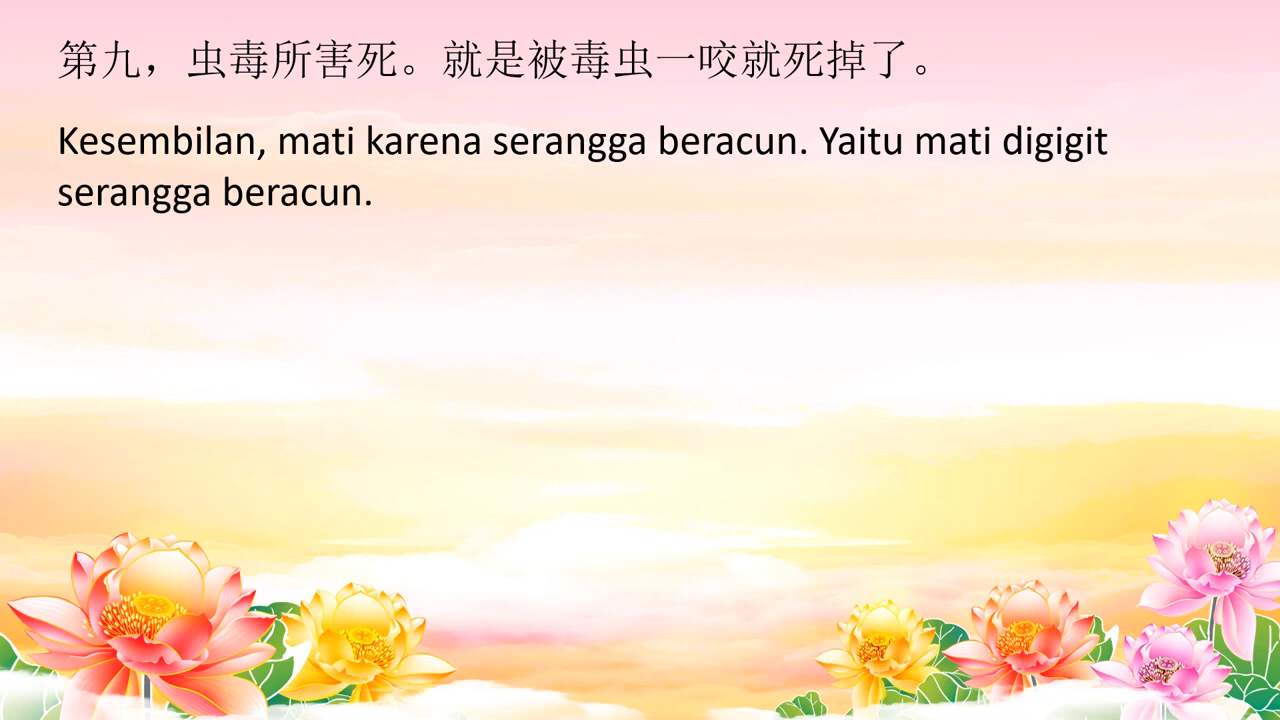 第九，虫毒所害死。就是被毒虫一咬就死掉了。
Kesembilan, mati karena serangga beracun. Yaitu mati digigit
serangga beracun.